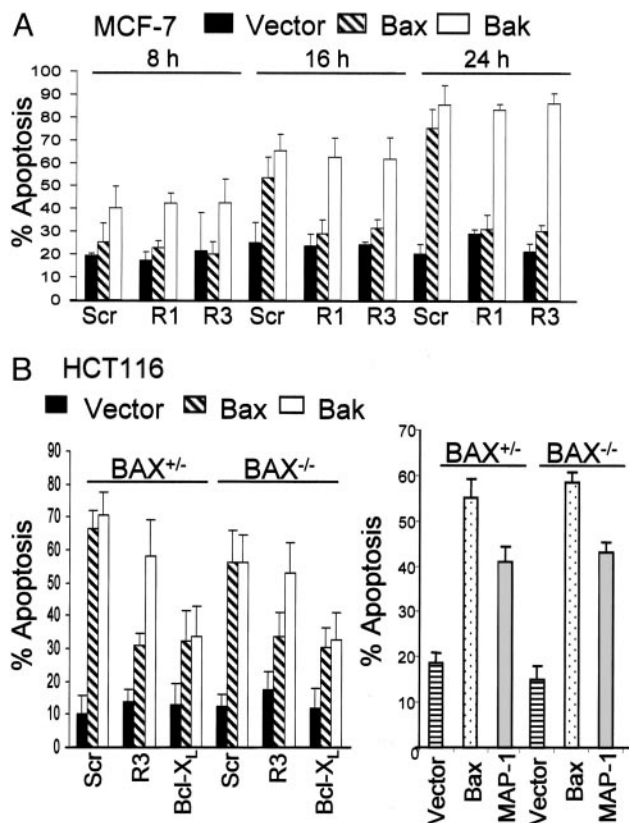 A MCF-7 Vector Bax Bak
8 h 16 h 24 h
% Apoptosis
100
90
80
70
60
50
40
30
20
10
0
Scr R1 R3 Scr R1 R3 Scr R1 R3
B HCT116
Vector Bax Bak
% Apoptosis
90
80
70
60
50
40
30
20
10
0
BAX+/- BAX-/-
Scr R3 Bcl-XL Scr R3 Bcl-XL
% Apoptosis
70
60
50
40
30
20
10
0
BAX+/- BAX-/-
Vector Bax MAP-1 Vector Bax MAP-1